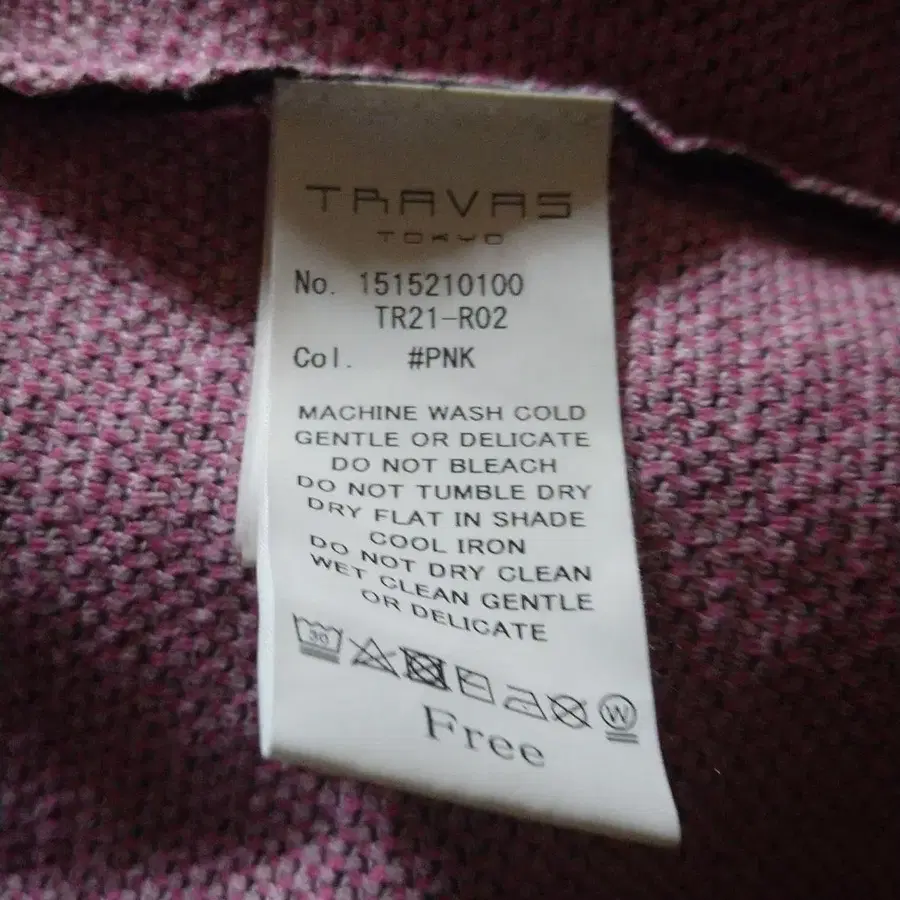 TRAVAS
TOKYO
No. 1515210100
TR21-R02
Col. #PNK
MACHINE WASH COLD
GENTLE OR DELICATE
DO NOT BLEACH
DO NOT TUMBLE DRY
DRY FLAT IN SHADE
COOL IRON
DO NOT DRY CLEAN
WET CLEAN GENTLE
OR DELICATE
30
W
Free